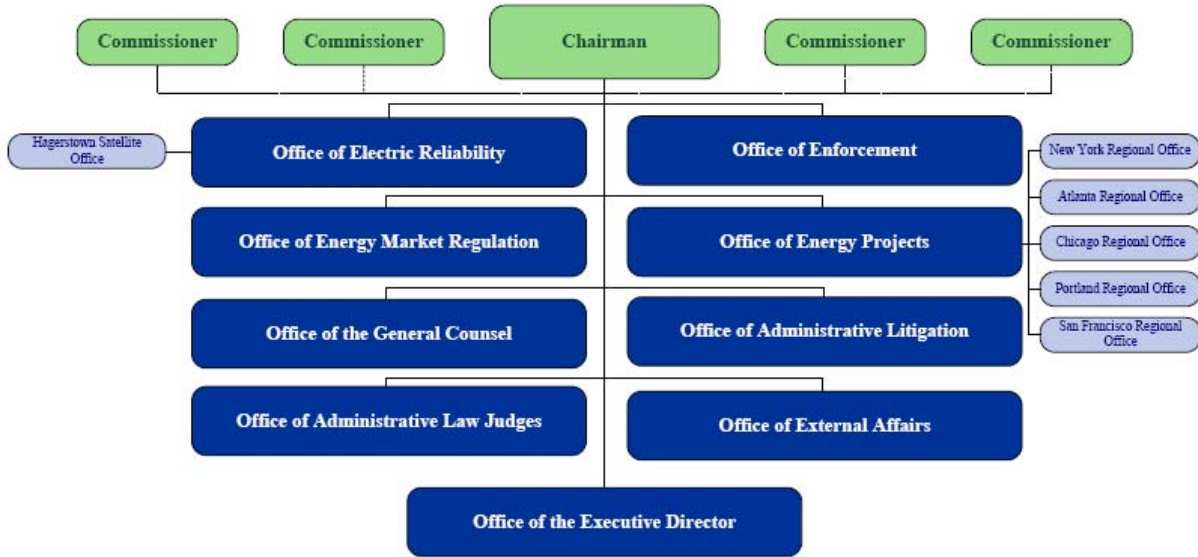 Commissioner
Commissioner
Chairman
Commissioner
Commissioner
Hagerstown Satellite
Office
Office of Electric Reliability
Office of Enforcement
New York Regional Office
Atlanta Regional Office
Office of Energy Market Regulation
Office of Energy Projects
Chicago Regional Office
Portland Regional Office
Office of the General Counsel
Office of Administrative Litigation
San Francisco Regional
Office
Office of Administrative Law Judges
Office of External Affairs
Office of the Executive Director